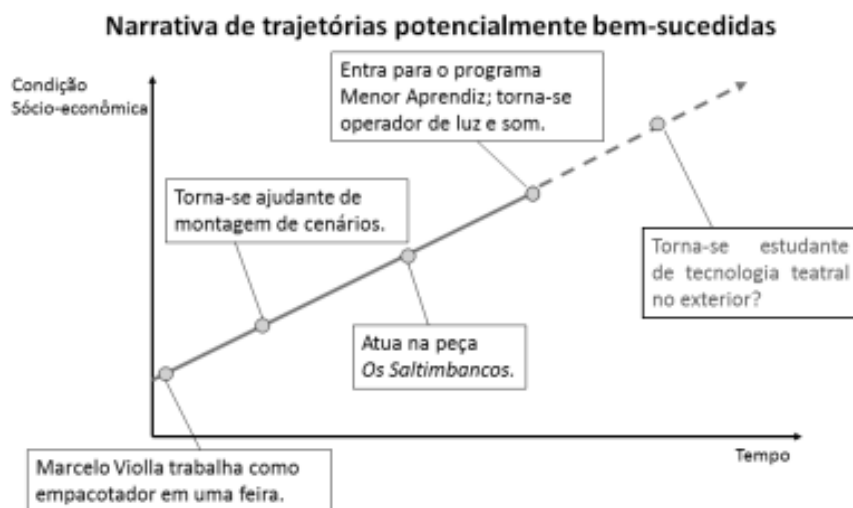 Narrativa de trajetórias potencialmente bem-sucedidas
Condição
Sócio-econômica
Entra para o programa
Menor Aprendiz; torna-se
operador de luz e som.
Torna-se ajudante de
montagem de cenários.
Torna-se estudante
de tecnologia teatral
no exterior?
Atua na peça
Os Saltimbancos.
Tempo
Marcelo Violla trabalha como
empacotador em uma feira.